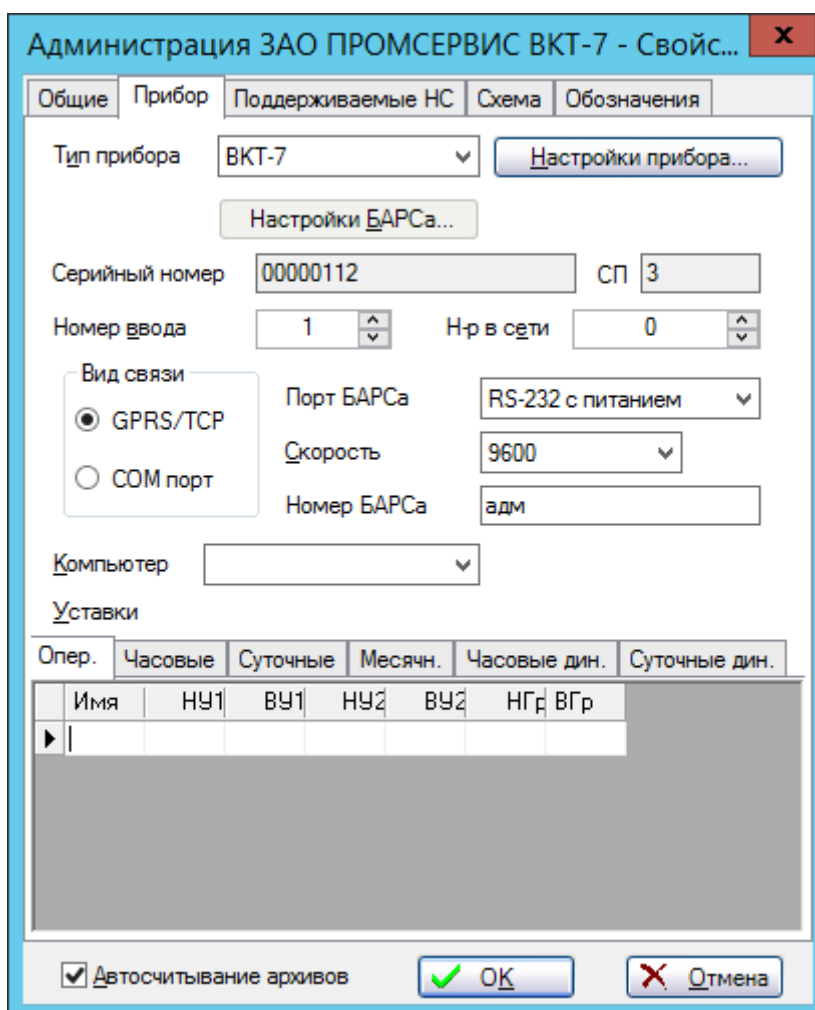 Администрация ЗАО ПРОМСЕРВИС ВКТ-7 - Свойс... x
Общие Прибор Поддерживаемые НС Схема Обозначения
Тип прибора ВКТ-7 Настройки прибора...
Настройки БАРСа...
Серийный номер 00000112 СП 3
Номер ввода 1 Н-р в сети 0
Вид связи
Порт БАРСа RS-232 с питанием
GPRS/TCP
Скорость 9600
COM порт
Номер БАРСа адм
Компьютер
Уставки
Опер. Часовые Суточные Месячн. Часовые дин. Суточные дин.
Имя НУ1 ВУ1 НУ2 ВУ2 НГр ВГр
Автосчитывание архивов OK Отмена